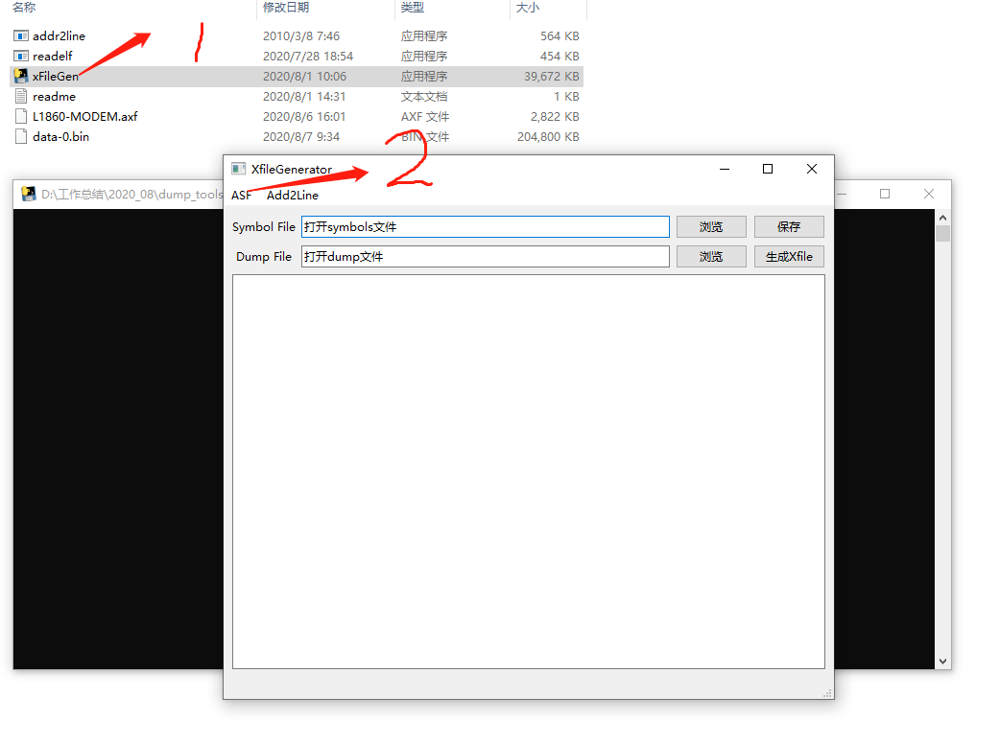 名称 修改日期 类型 大小
addr2line 2010/3/8 7:46 应用程序 564 KB
readelf 2020/7/28 18:54 应用程序 454 KB
xFileGen 2020/8/1 10:06 应用程序 39,672 KB
readme 2020/8/1 14:31 文本文档 1 KB
L1860-MODEM.axf 2020/8/6 16:01 AXF 文件 2,822 KB
data-0.bin 2020/8/7 9:34 BIN 文件 204,800 KB
1
2
XfileGenerator
D:\工作总结\2020_08\dump_tools
ASF Add2Line
Symbol File 打开symbols文件 浏览 保存
Dump File 打开dump文件 浏览 生成Xfile